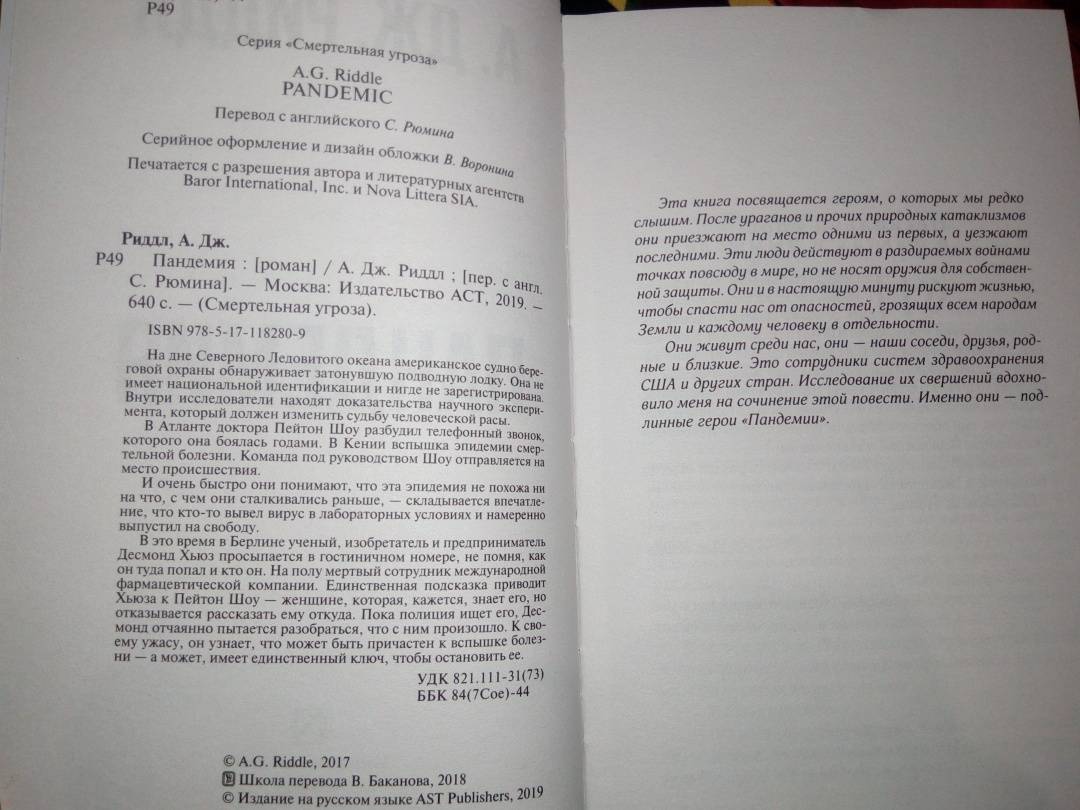 Р49
Серия «Смертельная угроза»
A.G. Riddle
PANDEMIC
Перевод с английского С. Рюмина
Серийное оформление и дизайн обложки В. Воронина
Печатается с разрешения автора и литературных агентств
Baror International, Inc. и Nova Littera SIA.
Риддл, А. Дж.
Р49 Пандемия : [роман] / А. Дж. Риддл ; [пер. с англ.
С. Рюмина]. — Москва: Издательство АСТ, 2019. –
640 с. — (Смертельная угроза).
ISBN 978-5-17-118280-9
На дне Северного Ледовитого океана американское судно бере-
говой охраны обнаруживает затонувшую подводную лодку. Она не
имеет национальной идентификации и нигде не зарегистрирована.
Внутри исследователи находят доказательства научного экспери-
мента, который должен изменить судьбу человеческой расы.
В Атланте доктора Пейтон Шоу разбудил телефонный звонок,
которого она боялась годами. В Кении вспышка эпидемии смер-
тельной болезни. Команда под руководством Шоу отправляется на
место происшествия.
И очень быстро они понимают, что эта эпидемия не похожа ни
на что, с чем они сталкивались раньше, — складывается впечатле-
ние, что кто-то вывел вирус в лабораторных условиях и намеренно
выпустил на свободу.
В это время в Берлине ученый, изобретатель и предприниматель
Десмонд Хьюз просыпается в гостиничном номере, не помня, как
он туда попал и кто он. На полу мертвый сотрудник международной
фармацевтической компании. Единственная подсказка приводит
Хьюза к Пейтон Шоу — женщине, которая, кажется, знает его, но
отказывается рассказать ему откуда. Пока полиция ищет его, Дес-
монд отчаянно пытается разобраться, что с ним произошло. К сво-
ему ужасу, он узнает, что может быть причастен к вспышке болез-
ни — а может, имеет единственный ключ, чтобы остановить ее.
УДК 821.111-31(73)
ББК 84(7Сое)-44
© A.G. Riddle, 2017
Школа перевода В. Баканова, 2018
© Издание на русском языке AST Publishers, 2019
Эта книга посвящается героям, о которых мы редко
слышим. После ураганов и прочих природных катаклизмов
они приезжают на место одними из первых, а уезжают
последними. Эти люди действуют в раздираемых войнами
точках повсюду в мире, но не носят оружия для собствен-
ной защиты. Они и в настоящую минуту рискуют жизнью,
чтобы спасти нас от опасностей, грозящих всем народам
Земли и каждому человеку в отдельности.
Они живут среди нас, они — наши соседи, друзья, род-
ные и близкие. Это сотрудники систем здравоохранения
США и других стран. Исследование их свершений вдохно-
вило меня на сочинение этой повести. Именно они — под-
линные герои «Пандемии».